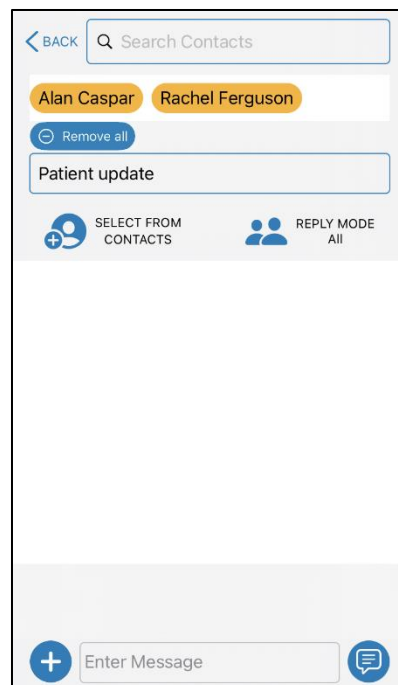 BACK
Search Contacts
Alan Caspar Rachel Ferguson
Remove all
Patient update
SELECT FROM
CONTACTS
REPLY MODE
All
Enter Message